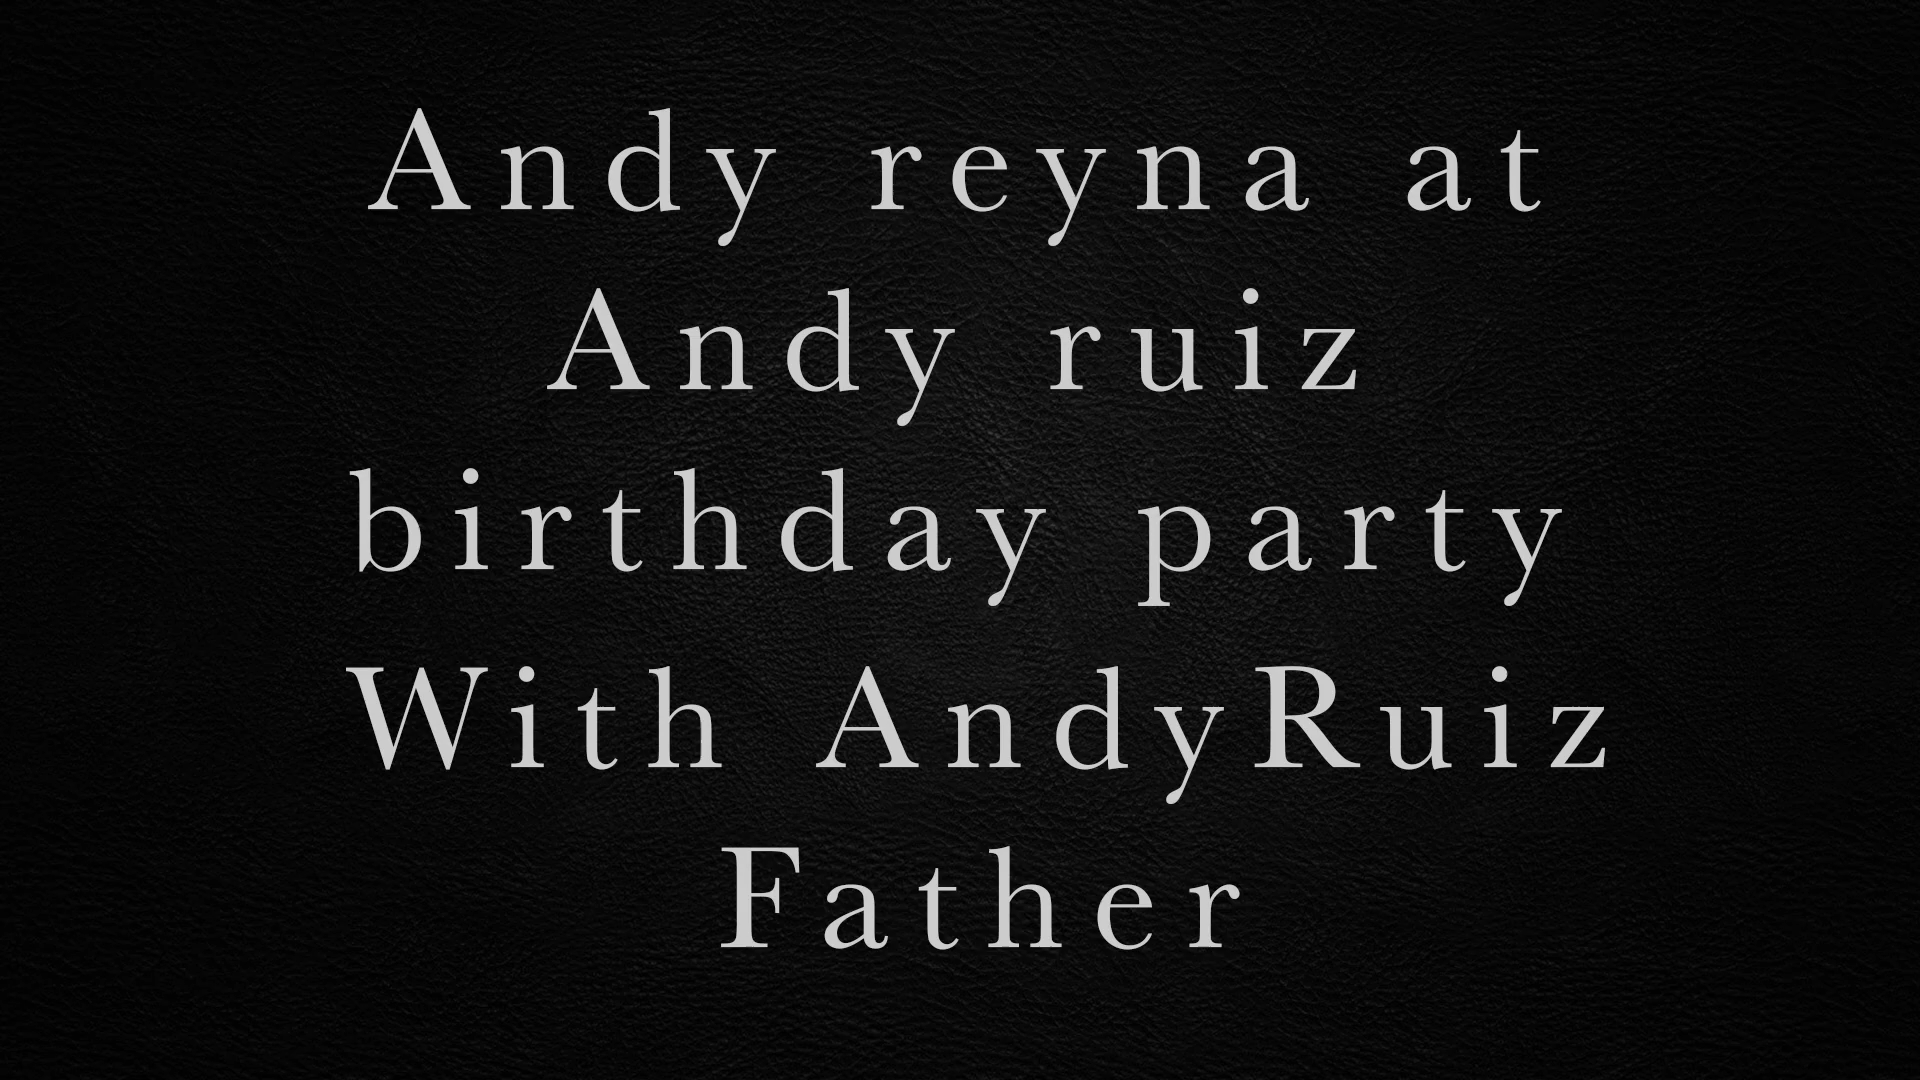 Andy reyna at
Andy ruiz
birthday party
With AndyRuiz
Father